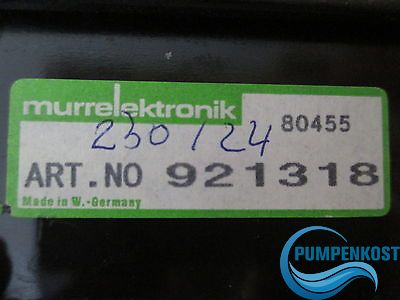 murrelektronik
80455
230/24
ART.NO 921318
Made in W.-Germany
PUMPENKOST